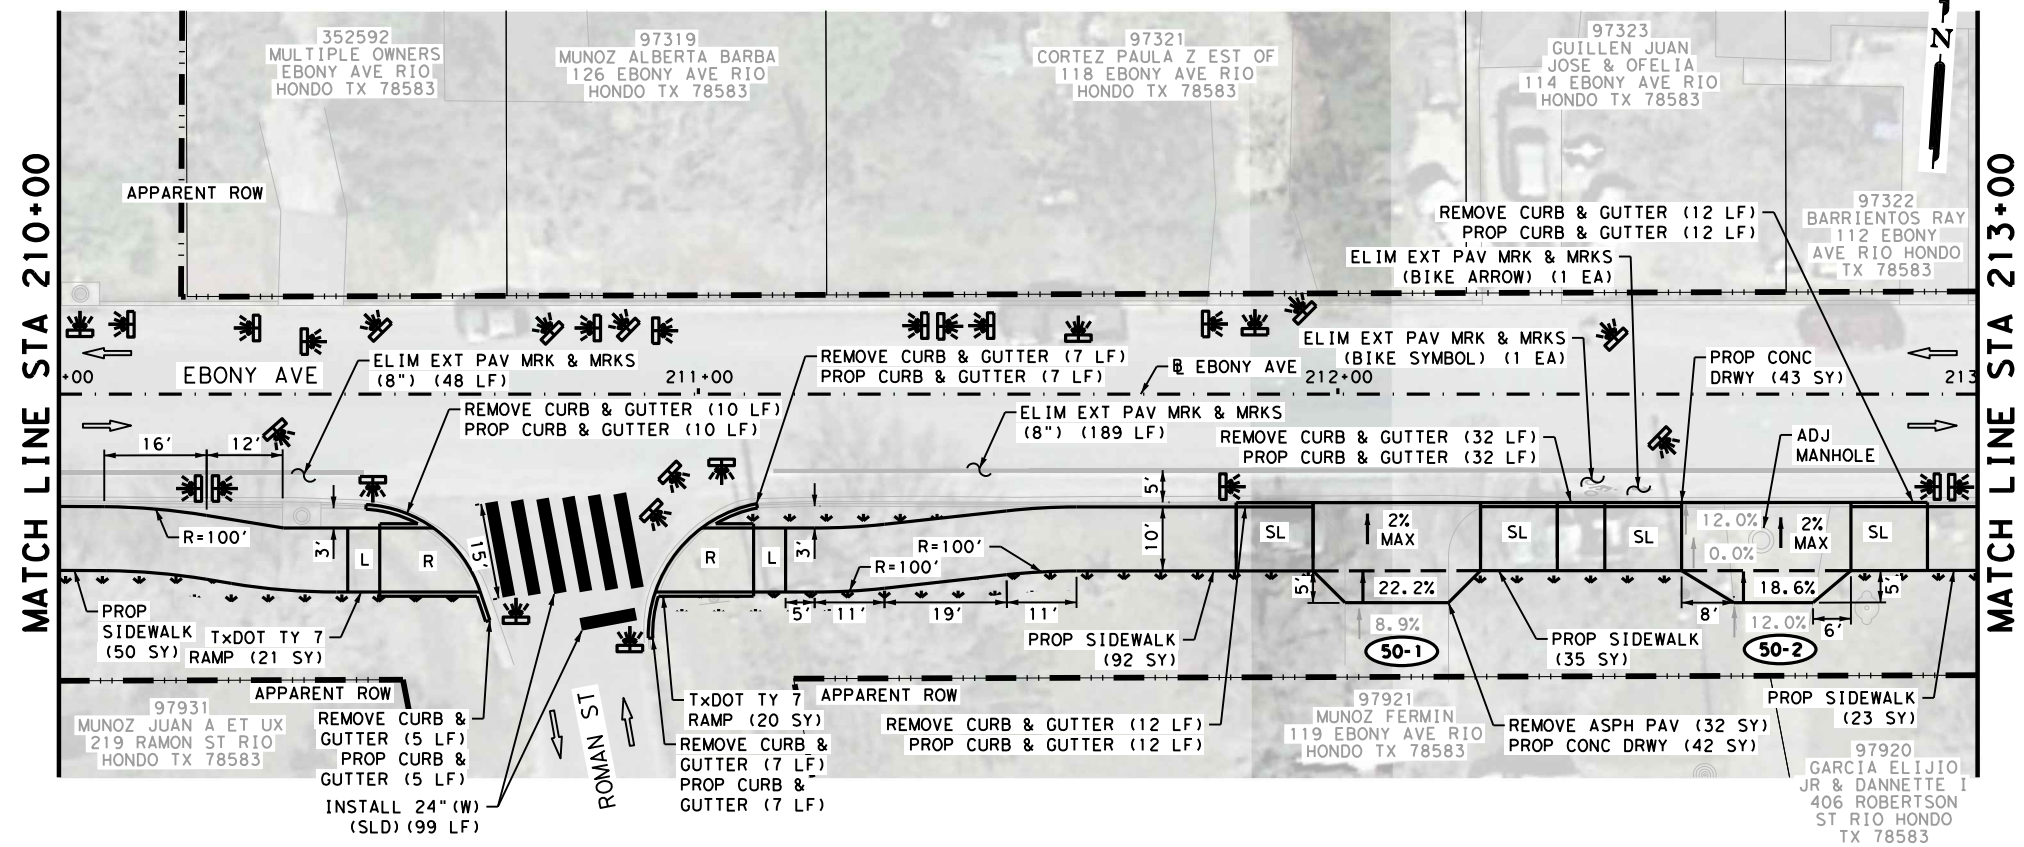 352592
MULTIPLE OWNERS
EBONY AVE RIO
HONDO TX 78583
97319
MUNOZ ALBERTA BARBA
126 EBONY AVE RIO
HONDO TX 78583
97321
CORTEZ PAULA Z EST OF
118 EBONY AVE RIO
HONDO TX 78583
97323
GUILLEN JUAN
JOSE & OFELIA
114 EBONY AVE RIO
HONDO TX 78583
N
MATCH LINE STA 210+00
MATCH LINE STA 213+00
APPARENT ROW
97322
BARRIENTOS RAY
112 EBONY
AVE RIO HONDO
TX 78583
REMOVE CURB & GUTTER (12 LF)
PROP CURB & GUTTER (12 LF)
ELIM EXT PAV MRK & MRKS
(BIKE ARROW) (1 EA)
ELIM EXT PAV MRK & MRKS
(BIKE SYMBOL) (1 EA)
+00
EBONY AVE
ELIM EXT PAV MRK & MRKS
(8") (48 LF)
211+00
REMOVE CURB & GUTTER (7 LF)
PROP CURB & GUTTER (7 LF)
℄ EBONY AVE
212+00
PROP CONC
DRWY (43 SY)
213
REMOVE CURB & GUTTER (10 LF)
PROP CURB & GUTTER (10 LF)
ELIM EXT PAV MRK & MRKS
(8") (189 LF)
REMOVE CURB & GUTTER (32 LF)
PROP CURB & GUTTER (32 LF)
ADJ
MANHOLE
16'
12'
5'
R=100'
3'
L
R
15'
R
L
3'
R=100'
R=100'
10'
SL
2%
MAX
SL
SL
12.0%
0.0%
2%
MAX
SL
5'
22.2%
18.6%
5'
5'
11'
19'
11'
8'
6'
8.9%
12.0%
50-1
50-2
PROP
SIDEWALK
(50 SY)
TxDOT TY 7
RAMP (21 SY)
PROP SIDEWALK
(92 SY)
PROP SIDEWALK
(35 SY)
APPARENT ROW
APPARENT ROW
PROP SIDEWALK
(23 SY)
97931
MUNOZ JUAN A ET UX
219 RAMON ST RIO
HONDO TX 78583
REMOVE CURB &
GUTTER (5 LF)
PROP CURB &
GUTTER (5 LF)
INSTALL 24"(W)
(SLD)(99 LF)
ROMAN ST
TxDOT TY 7
RAMP (20 SY)
REMOVE CURB &
GUTTER (7 LF)
PROP CURB &
GUTTER (7 LF)
REMOVE CURB & GUTTER (12 LF)
PROP CURB & GUTTER (12 LF)
97921
MUNOZ FERMIN
119 EBONY AVE RIO
HONDO TX 78583
REMOVE ASPH PAV (32 SY)
PROP CONC DRWY (42 SY)
97920
GARCIA ELIJIO
JR & DANNETTE I
406 ROBERTSON
ST RIO HONDO
TX 78583